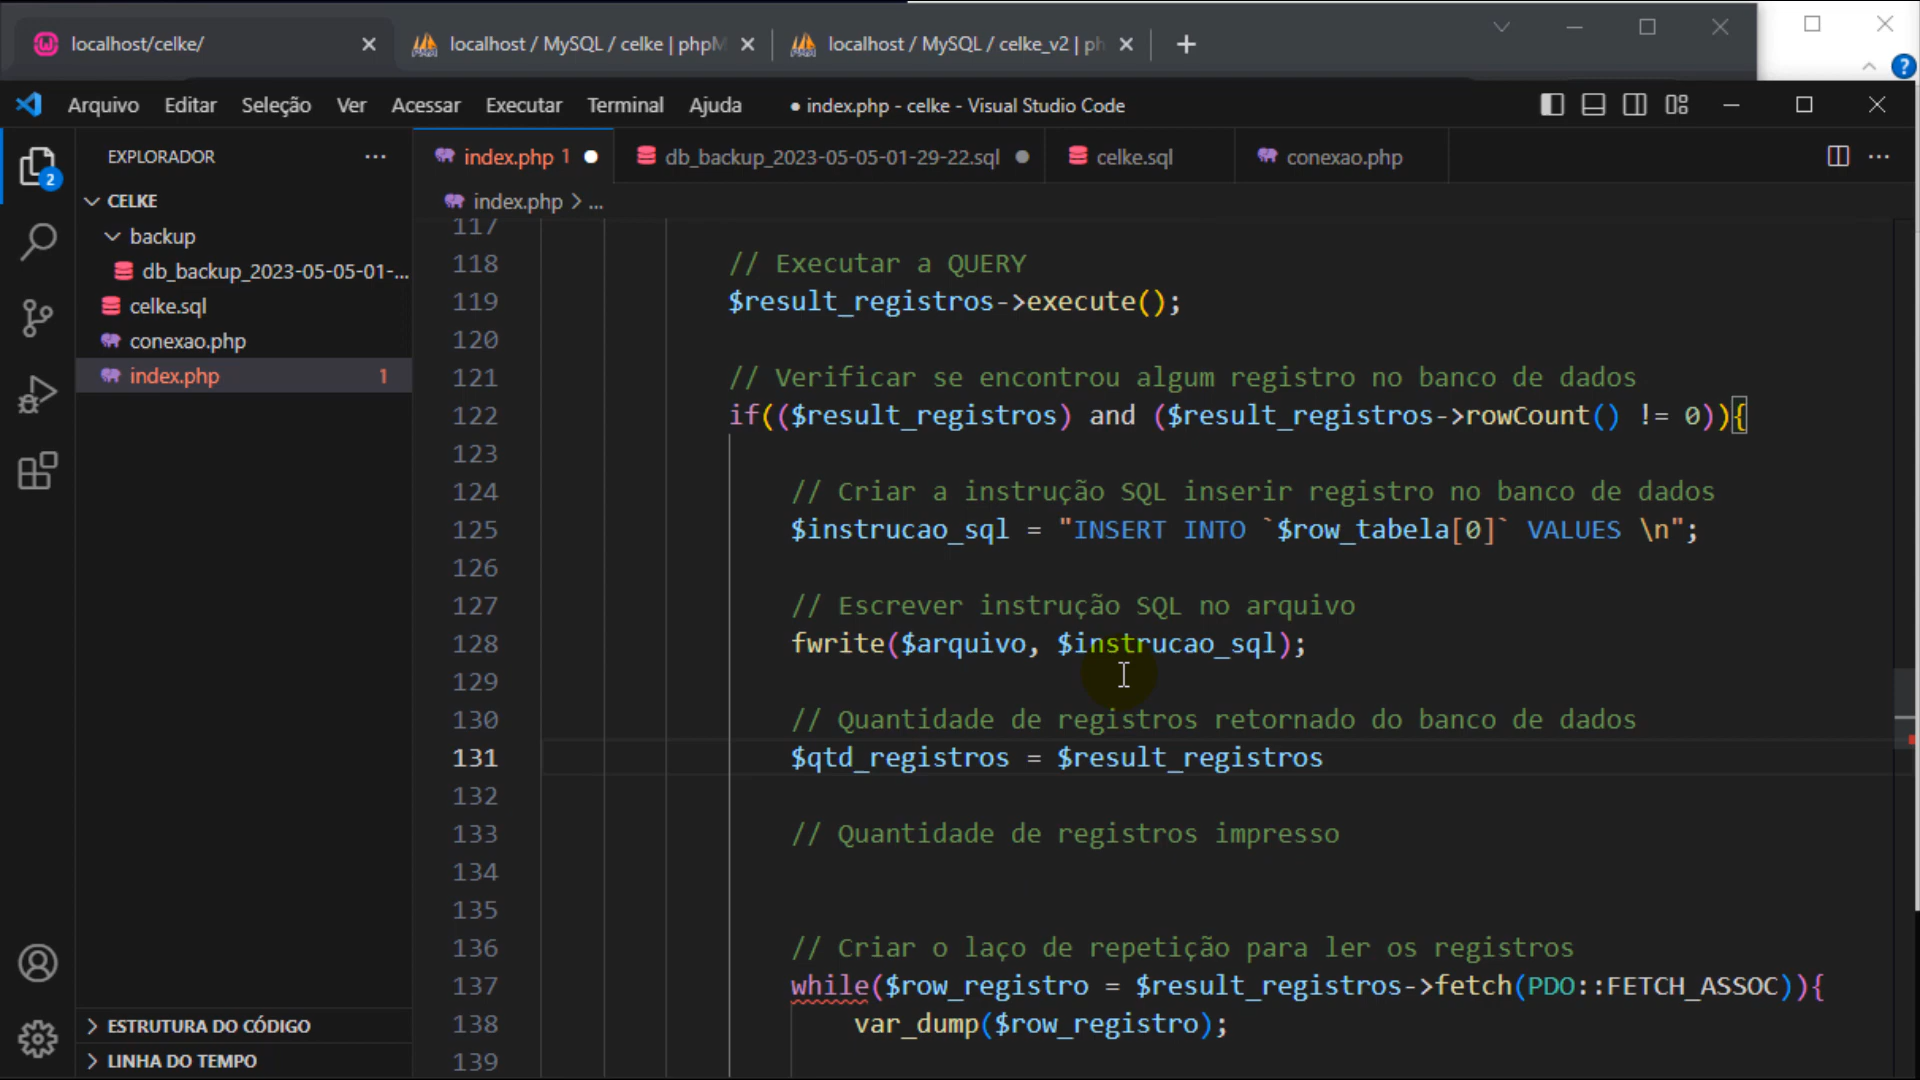 localhost/celke/
localhost / MySQL / celke | phpM
localhost / MySQL / celke_v2 | ph
Arquivo Editar Seleção Ver Acessar Executar Terminal Ajuda
● index.php - celke - Visual Studio Code
EXPLORADOR
index.php 1
db_backup_2023-05-05-01-29-22.sql
celke.sql
conexao.php
2
CELKE
backup
db_backup_2023-05-05-01-...
celke.sql
conexao.php
index.php 1
ESTRUTURA DO CÓDIGO
LINHA DO TEMPO
index.php > ...
117
118 // Executar a QUERY
119 $result_registros->execute();
120
121 // Verificar se encontrou algum registro no banco de dados
122 if(($result_registros) and ($result_registros->rowCount() != 0)){
123
124 // Criar a instrução SQL inserir registro no banco de dados
125 $instrucao_sql = "INSERT INTO `$row_tabela[0]` VALUES \n";
126
127 // Escrever instrução SQL no arquivo
128 fwrite($arquivo, $instrucao_sql);
129
130 // Quantidade de registros retornado do banco de dados
131 $qtd_registros = $result_registros
132
133 // Quantidade de registros impresso
134
135
136 // Criar o laço de repetição para ler os registros
137 while($row_registro = $result_registros->fetch(PDO::FETCH_ASSOC)){
138 var_dump($row_registro);
139